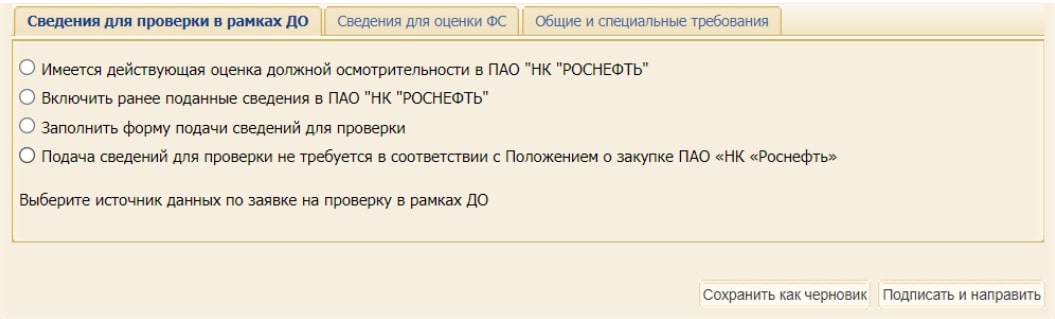 Сведения для проверки в рамках ДО Сведения для оценки ФС Общие и специальные требования
Имеется действующая оценка должной осмотрительности в ПАО "НК "РОСНЕФТЬ"
Включить ранее поданные сведения в ПАО "НК "РОСНЕФТЬ"
Заполнить форму подачи сведений для проверки
Подача сведений для проверки не требуется в соответствии с Положением о закупке ПАО «НК «Роснефть»
Выберите источник данных по заявке на проверку в рамках ДО
Сохранить как черновик Подписать и направить